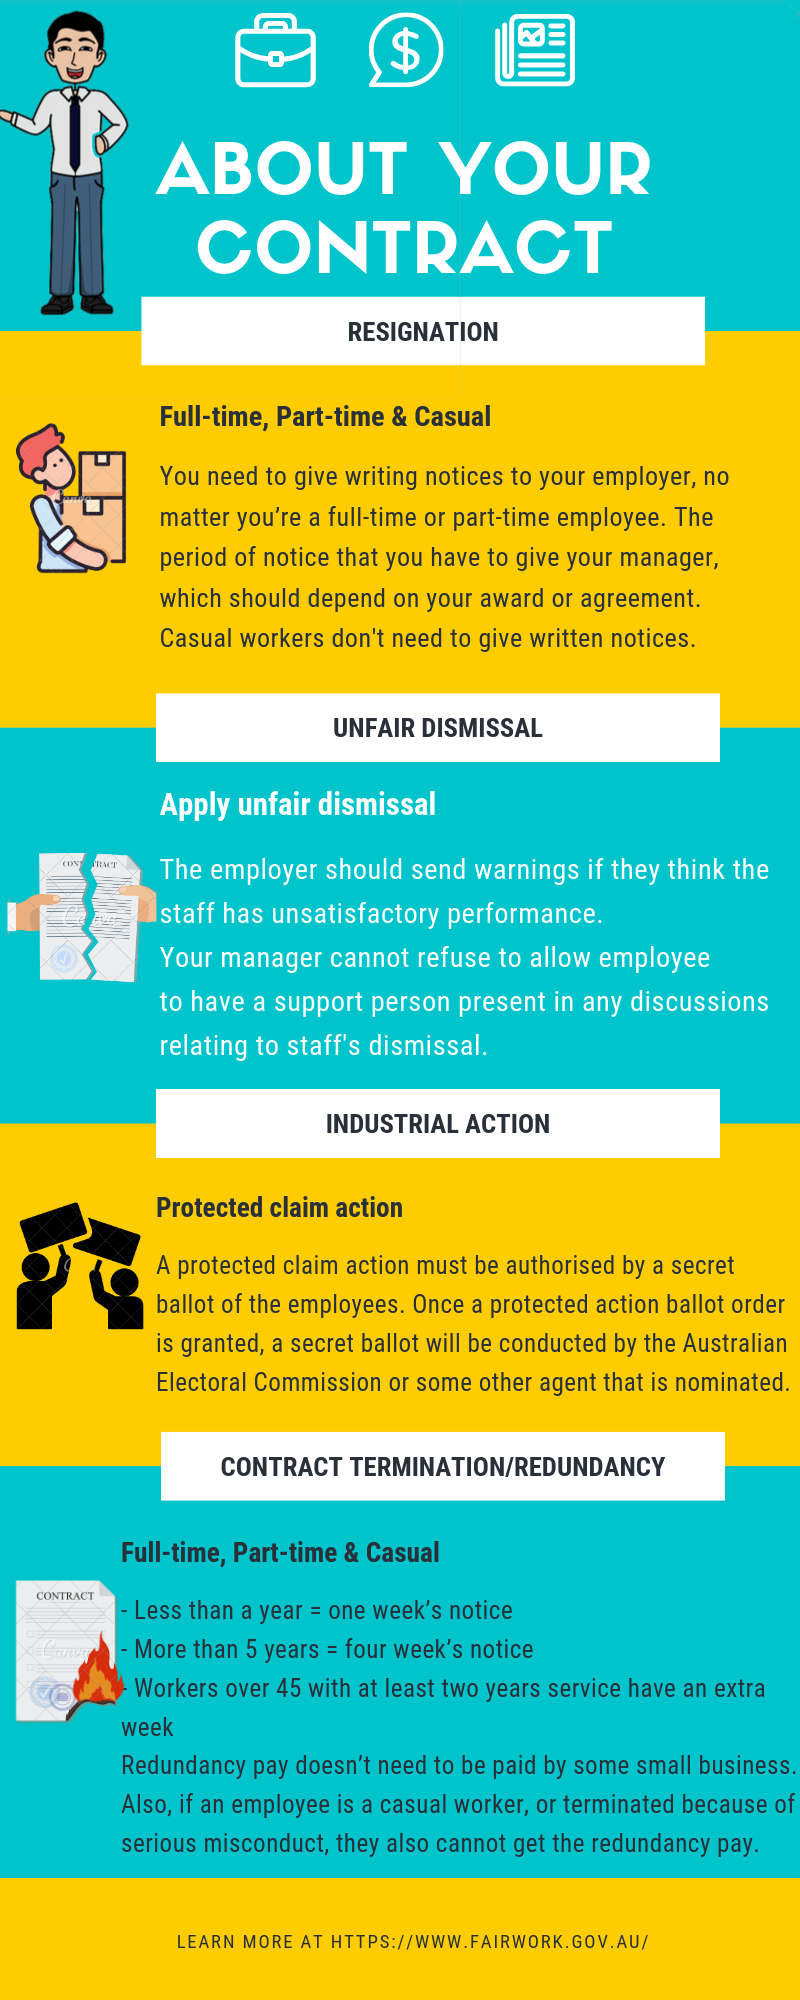 ABOUT YOUR
CONTRACT
RESIGNATION
Full-time, Part-time & Casual
You need to give writing notices to your employer, no
matter you’re a full-time or part-time employee. The
period of notice that you have to give your manager,
which should depend on your award or agreement.
Casual workers don't need to give written notices.
Canva
UNFAIR DISMISSAL
Apply unfair dismissal
CONTRACT
Canva
The employer should send warnings if they think the
staff has unsatisfactory performance.
Your manager cannot refuse to allow employee
to have a support person present in any discussions
relating to staff's dismissal.
INDUSTRIAL ACTION
Protected claim action
A protected claim action must be authorised by a secret
ballot of the employees. Once a protected action ballot order
is granted, a secret ballot will be conducted by the Australian
Electoral Commission or some other agent that is nominated.
CONTRACT TERMINATION/REDUNDANCY
Full-time, Part-time & Casual
CONTRACT
Canva
- Less than a year = one week’s notice
- More than 5 years = four week’s notice
- Workers over 45 with at least two years service have an extra
week
Redundancy pay doesn’t need to be paid by some small business.
Also, if an employee is a casual worker, or terminated because of
serious misconduct, they also cannot get the redundancy pay.
LEARN MORE AT HTTPS://WWW.FAIRWORK.GOV.AU/